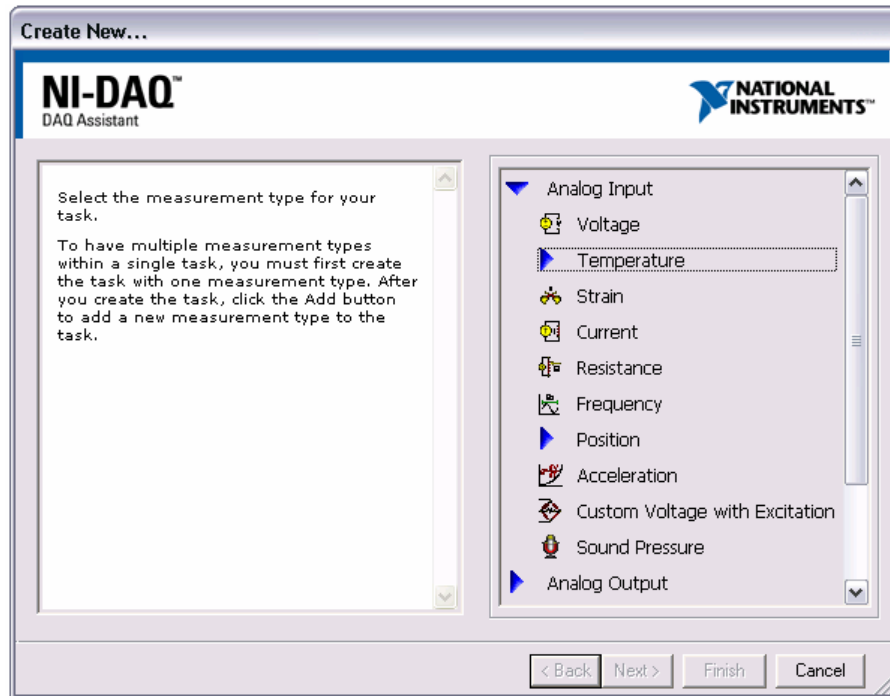 Create New...
NI-DAQ™
DAQ Assistant
NATIONAL
INSTRUMENTS™
Select the measurement type for your
task.
To have multiple measurement types
within a single task, you must first create
the task with one measurement type. After
you create the task, click the Add button
to add a new measurement type to the
task.
Analog Input
Voltage
Temperature
Strain
Current
Resistance
Frequency
Position
Acceleration
Custom Voltage with Excitation
Sound Pressure
Analog Output
< Back Next > Finish Cancel